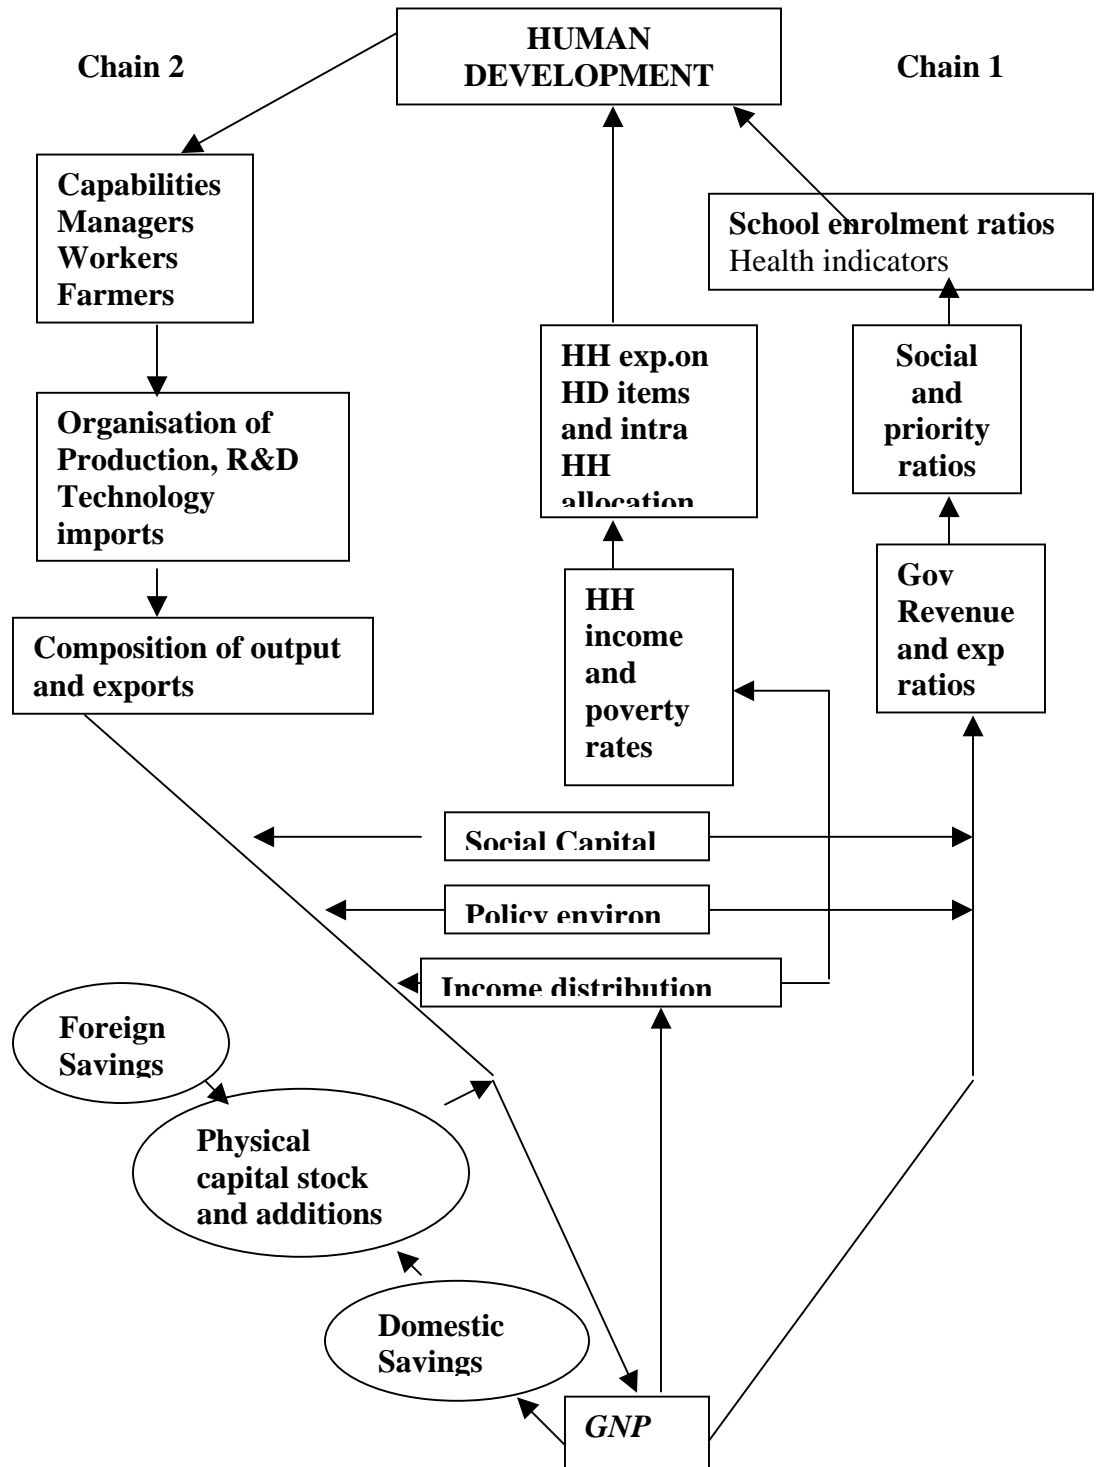 HUMAN
DEVELOPMENT
Chain 2
Chain 1
Capabilities
Managers
Workers
Farmers
School enrolment ratios
Health indicators
HH exp.on
HD items
and intra
HH
allocation
Social
and
priority
ratios
Organisation of
Production, R&D
Technology
imports
Gov
Revenue
and exp
ratios
HH
income
and
poverty
rates
Composition of output
and exports
Social Capital
Policy environ
Income distribution
Foreign
Savings
Physical
capital stock
and additions
Domestic
Savings
GNP